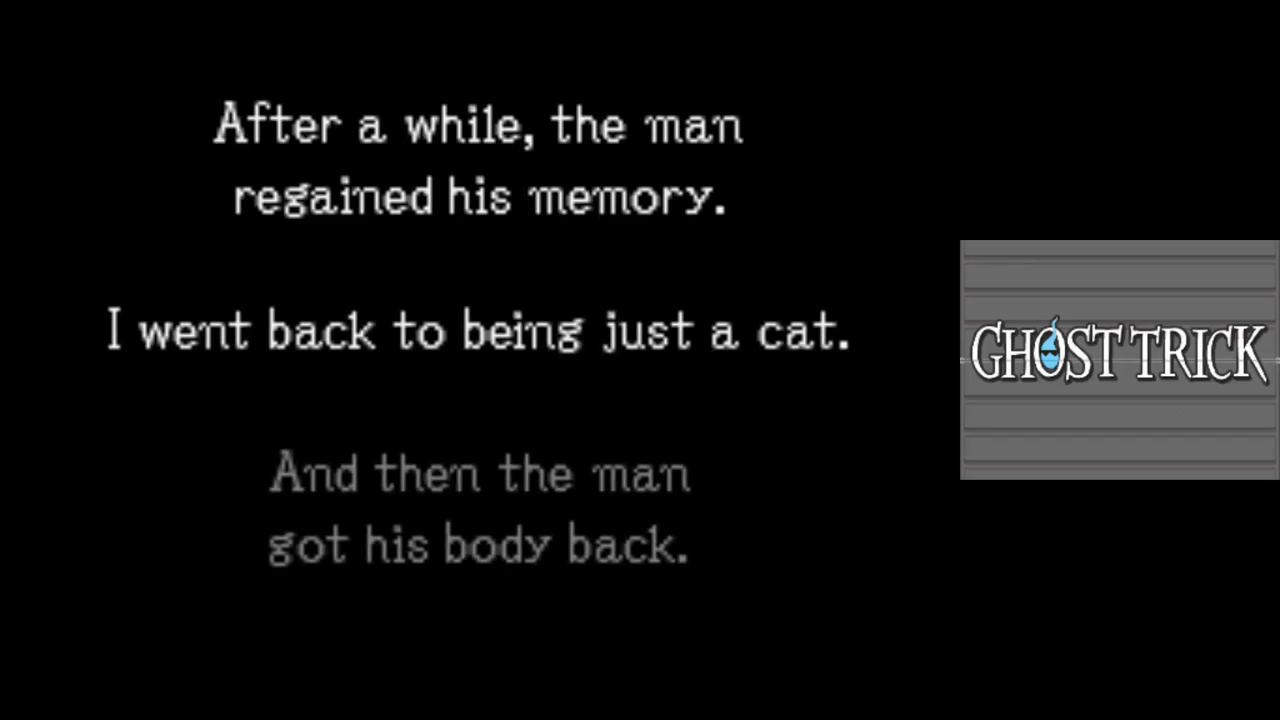 After a while, the man
regained his memory.
I went back to being just a cat.
And then the man
got his body back.
GHOST TRICK